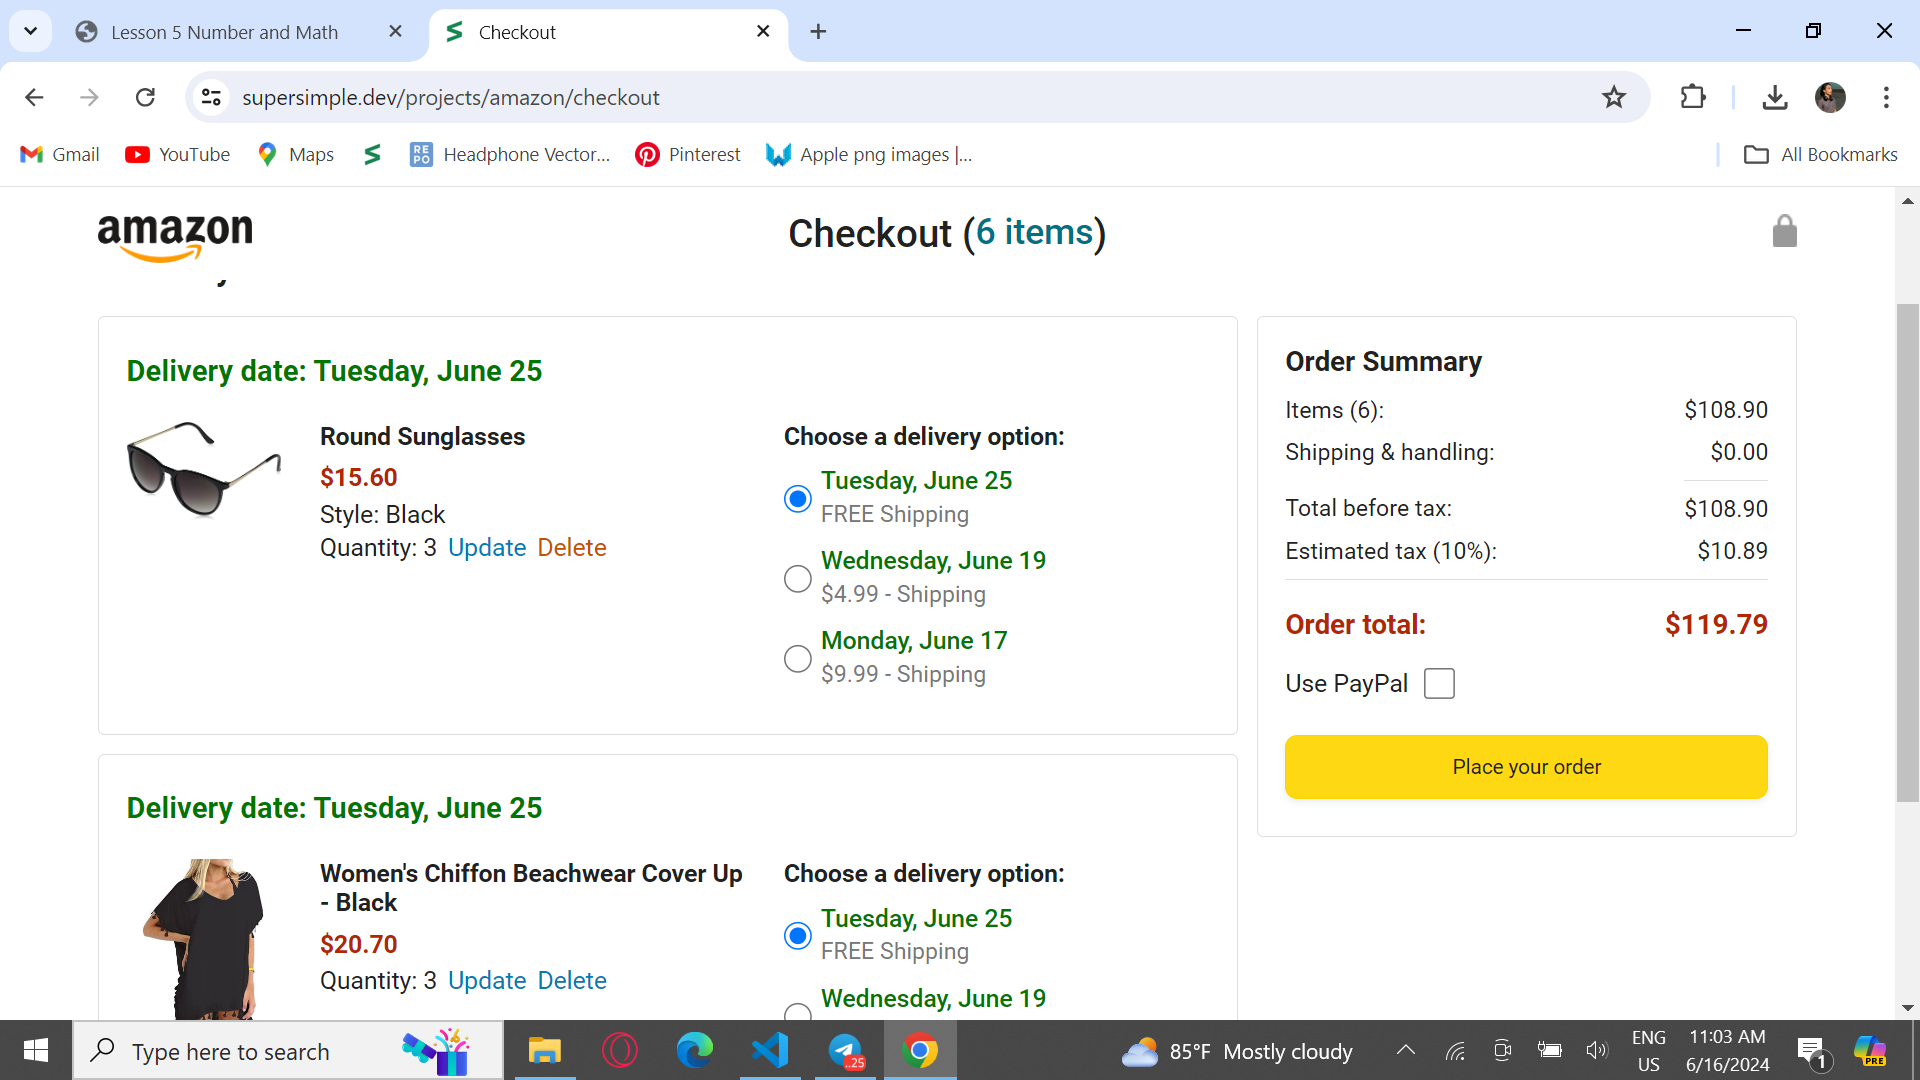 Lesson 5 Number and Math
Checkout
supersimple.dev/projects/amazon/checkout
Gmail
YouTube
Maps
REPO
Headphone Vector...
Pinterest
Apple png images |...
All Bookmarks
amazon
Checkout (6 items)
Delivery date: Tuesday, June 25
Round Sunglasses
$15.60
Style: Black
Quantity: 3 Update Delete
Choose a delivery option:
Tuesday, June 25
FREE Shipping
Wednesday, June 19
$4.99 - Shipping
Monday, June 17
$9.99 - Shipping
Order Summary
Items (6): $108.90
Shipping & handling: $0.00
Total before tax: $108.90
Estimated tax (10%): $10.89
Order total: $119.79
Use PayPal
Place your order
Delivery date: Tuesday, June 25
Women's Chiffon Beachwear Cover Up
- Black
$20.70
Quantity: 3 Update Delete
Choose a delivery option:
Tuesday, June 25
FREE Shipping
Wednesday, June 19
Type here to search
..25
85°F Mostly cloudy
ENG
US
11:03 AM
6/16/2024
1
PRE